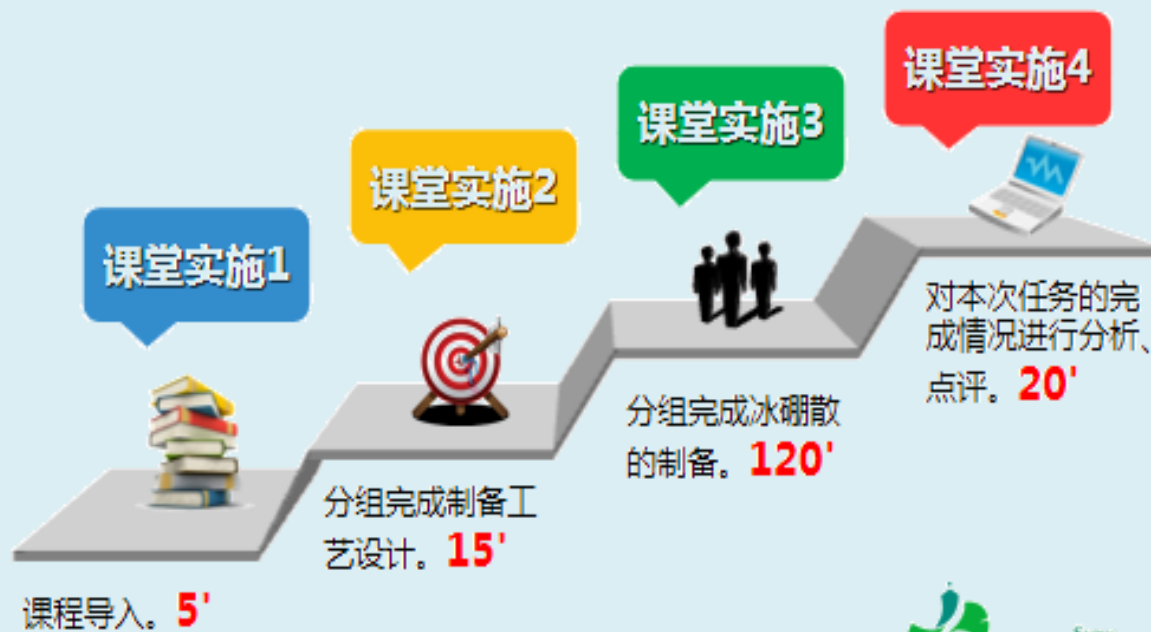 课堂实施1
课程导入。5'
课堂实施2
分组完成制备工
艺设计。15'
课堂实施3
分组完成冰硼散
的制备。120'
课堂实施4
对本次任务的完
成情况进行分析、
点评。20'